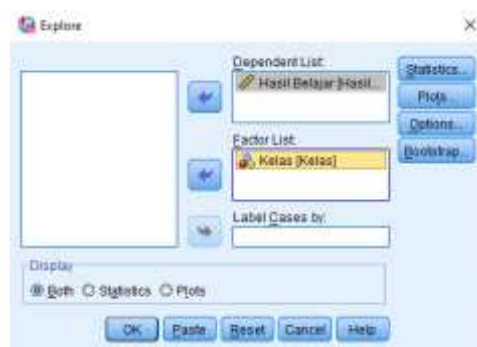 Explore
Dependent List:
Hasil Belajar [Hasil...
Statistics...
Plots...
Options...
Bootstrap...
Factor List:
Kelas [Kelas]
Label Cases by:
Display
Both Statistics Plots
OK Paste Reset Cancel Help